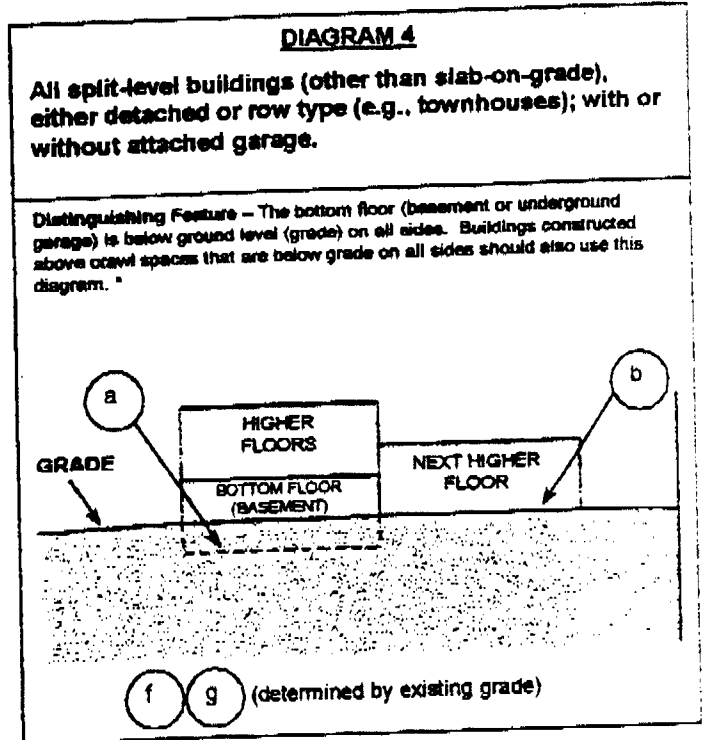 DIAGRAM 4
All split-level buildings (other than slab-on-grade),
either detached or row type (e.g., townhouses); with or
without attached garage.
Distinguishing Feature – The bottom floor (basement or underground
garage) is below ground level (grade) on all sides. Buildings constructed
above crawl spaces that are below grade on all sides should also use this
diagram. *
a
b
HIGHER
FLOORS
GRADE
NEXT HIGHER
FLOOR
BOTTOM FLOOR
(BASEMENT)
f g (determined by existing grade)